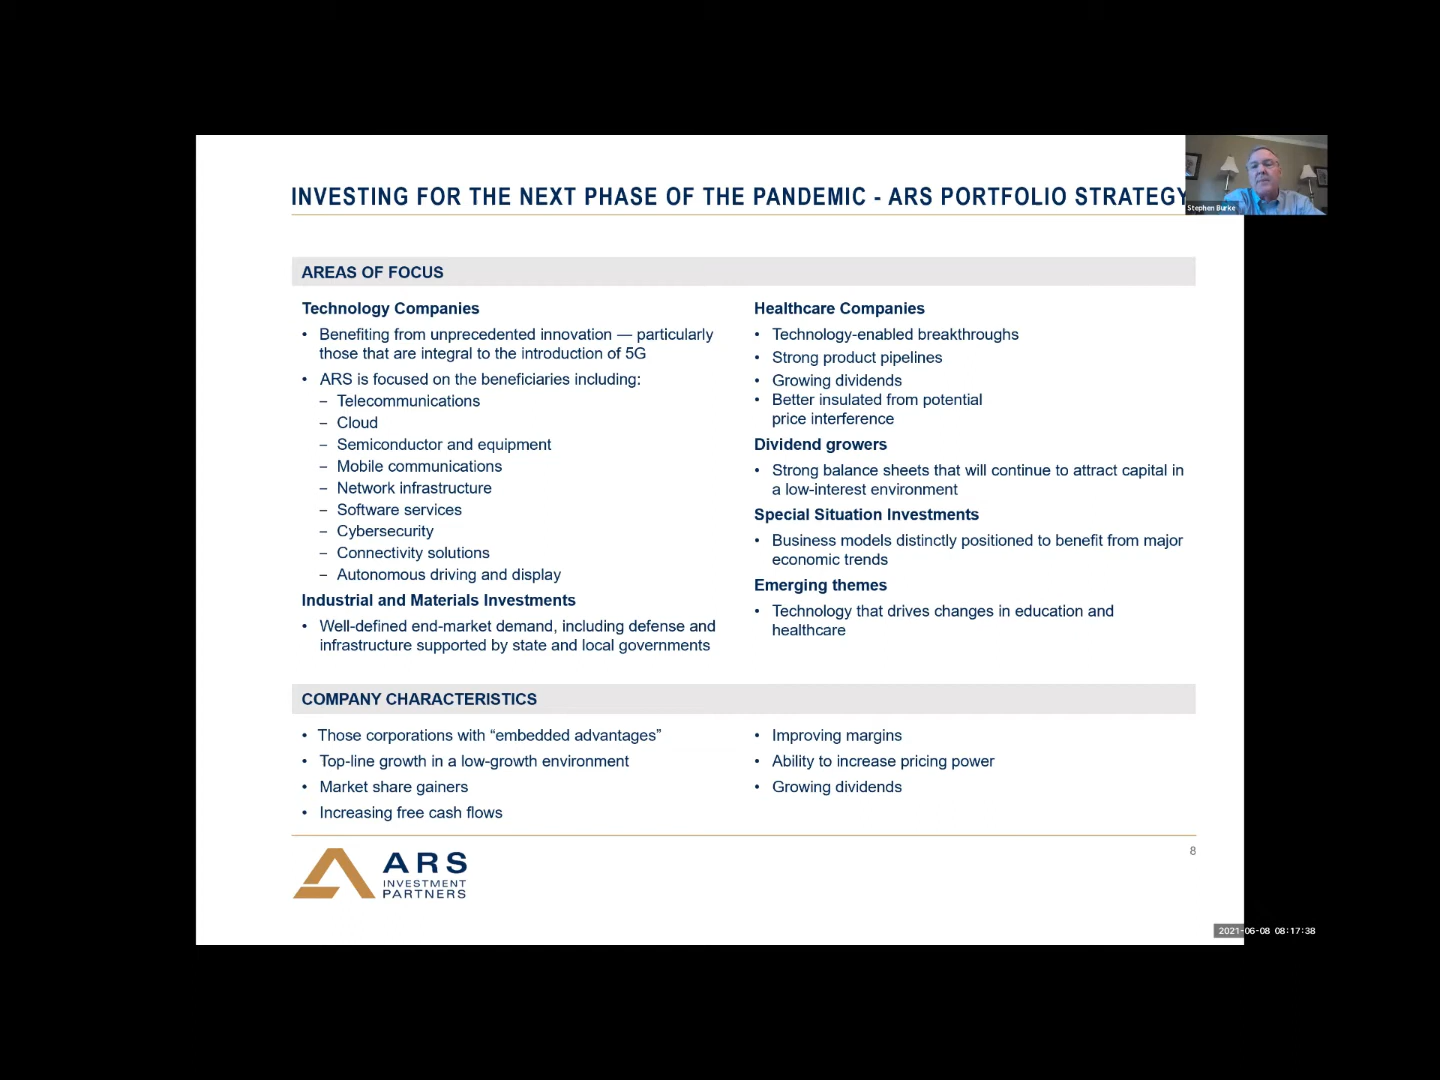 INVESTING FOR THE NEXT PHASE OF THE PANDEMIC - ARS PORTFOLIO STRATEGY
Stephen Burke
AREAS OF FOCUS
Technology Companies
• Benefiting from unprecedented innovation — particularly
those that are integral to the introduction of 5G
• ARS is focused on the beneficiaries including:
– Telecommunications
– Cloud
– Semiconductor and equipment
– Mobile communications
– Network infrastructure
– Software services
– Cybersecurity
– Connectivity solutions
– Autonomous driving and display
Industrial and Materials Investments
• Well-defined end-market demand, including defense and
infrastructure supported by state and local governments
Healthcare Companies
• Technology-enabled breakthroughs
• Strong product pipelines
• Growing dividends
• Better insulated from potential
price interference
Dividend growers
• Strong balance sheets that will continue to attract capital in
a low-interest environment
Special Situation Investments
• Business models distinctly positioned to benefit from major
economic trends
Emerging themes
• Technology that drives changes in education and
healthcare
COMPANY CHARACTERISTICS
• Those corporations with “embedded advantages”
• Top-line growth in a low-growth environment
• Market share gainers
• Increasing free cash flows
• Improving margins
• Ability to increase pricing power
• Growing dividends
8
ARS
INVESTMENT
PARTNERS
2021-06-08 08:17:38